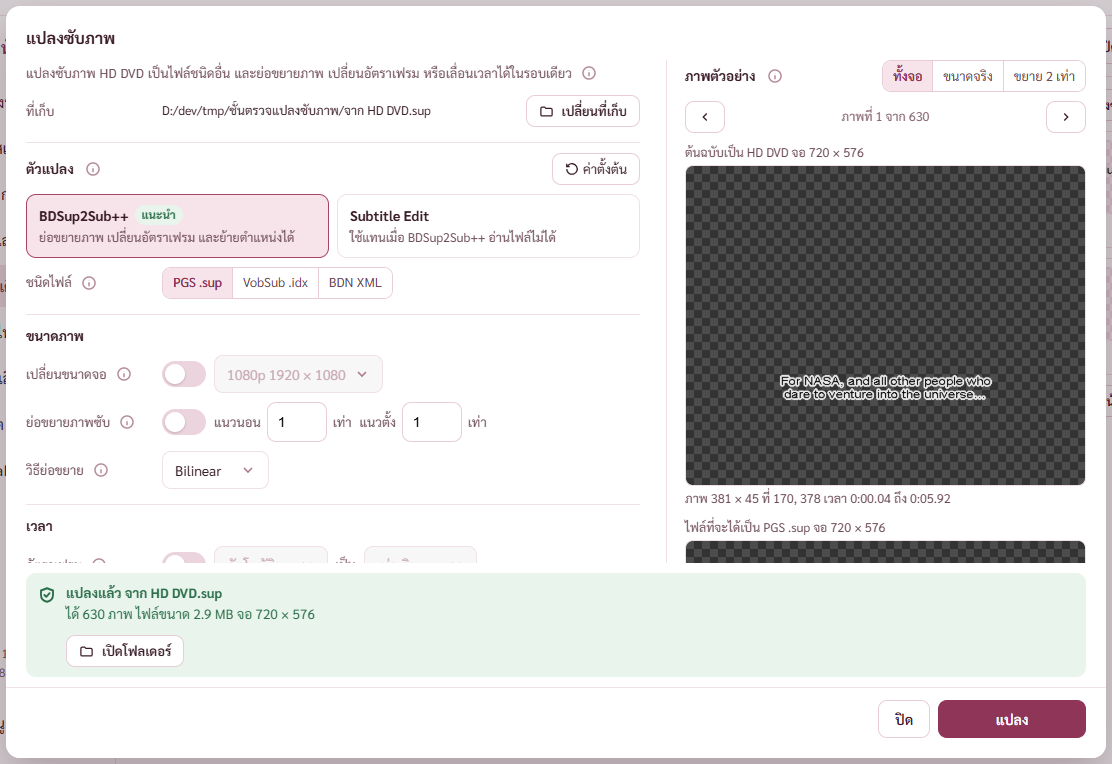 แปลงซับภาพ
แปลงซับภาพ HD DVD เป็นไฟล์ชนิดอื่น และย่อขยายภาพ เปลี่ยนอัตราเฟรม หรือเลื่อนเวลาได้ในรอบเดียว
ที่เก็บ
D:/dev/tmp/ชั้นตรวจแปลงซับภาพ/จาก HD DVD.sup
เปลี่ยนที่เก็บ
ตัวแปลง
ค่าตั้งต้น
BDSup2Sub++ แนะนำ
ย่อขยายภาพ เปลี่ยนอัตราเฟรม และย้ายตำแหน่งได้
Subtitle Edit
ใช้แทนเมื่อ BDSup2Sub++ อ่านไฟล์ไม่ได้
ชนิดไฟล์
PGS .sup
VobSub .idx
BDN XML
ขนาดภาพ
เปลี่ยนขนาดจอ
1080p 1920 × 1080
ย่อขยายภาพซับ
แนวนอน 1 เท่า แนวตั้ง 1 เท่า
วิธีย่อขยาย
Bilinear
เวลา
ภาพตัวอย่าง
ทั้งจอ
ขนาดจริง
ขยาย 2 เท่า
ภาพที่ 1 จาก 630
ต้นฉบับเป็น HD DVD จอ 720 × 576
For NASA, and all other people who
dare to venture into the universe...
ภาพ 381 × 45 ที่ 170, 378 เวลา 0:00.04 ถึง 0:05.92
ไฟล์ที่จะได้เป็น PGS .sup จอ 720 × 576
แปลงแล้ว จาก HD DVD.sup
ได้ 630 ภาพ ไฟล์ขนาด 2.9 MB จอ 720 × 576
เปิดโฟลเดอร์
ปิด
แปลง